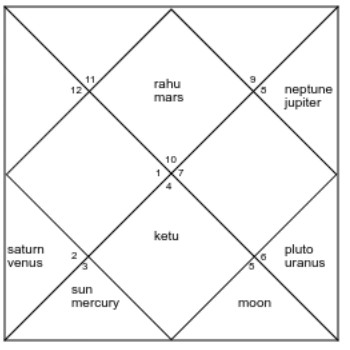 11
12
rahu
mars
9
8
neptune
jupiter
10
1 7
4
saturn
venus
2
3
ketu
6
5
pluto
uranus
sun
mercury
moon